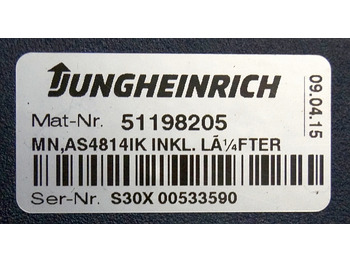 JUNGHEINRICH
Mat-Nr. 51198205
MN,AS4814IK INKL. LÃ¼FTER
Ser-Nr. S30X 00533590
09.04.15